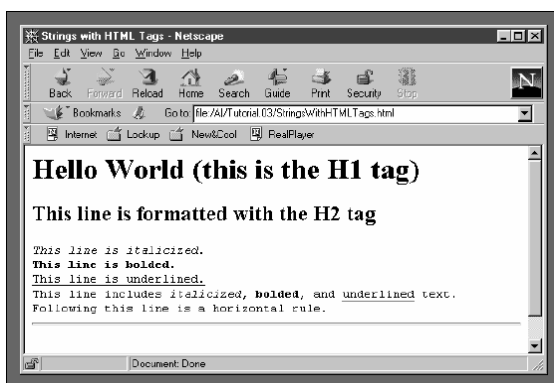 Strings with HTML Tags - Netscape
File Edit View Go Window Help
Back Forward Reload Home Search Guide Print Security Stop
N
Bookmarks Go to: file:/A|/Tutorial.03/StringsWithHTMLTags.html
Internet Lookup New&Cool RealPlayer
Hello World (this is the H1 tag)
This line is formatted with the H2 tag
This line is italicized.
This line is bolded.
This line is underlined.
This line includes italicized, bolded, and underlined text.
Following this line is a horizontal rule.
Document: Done